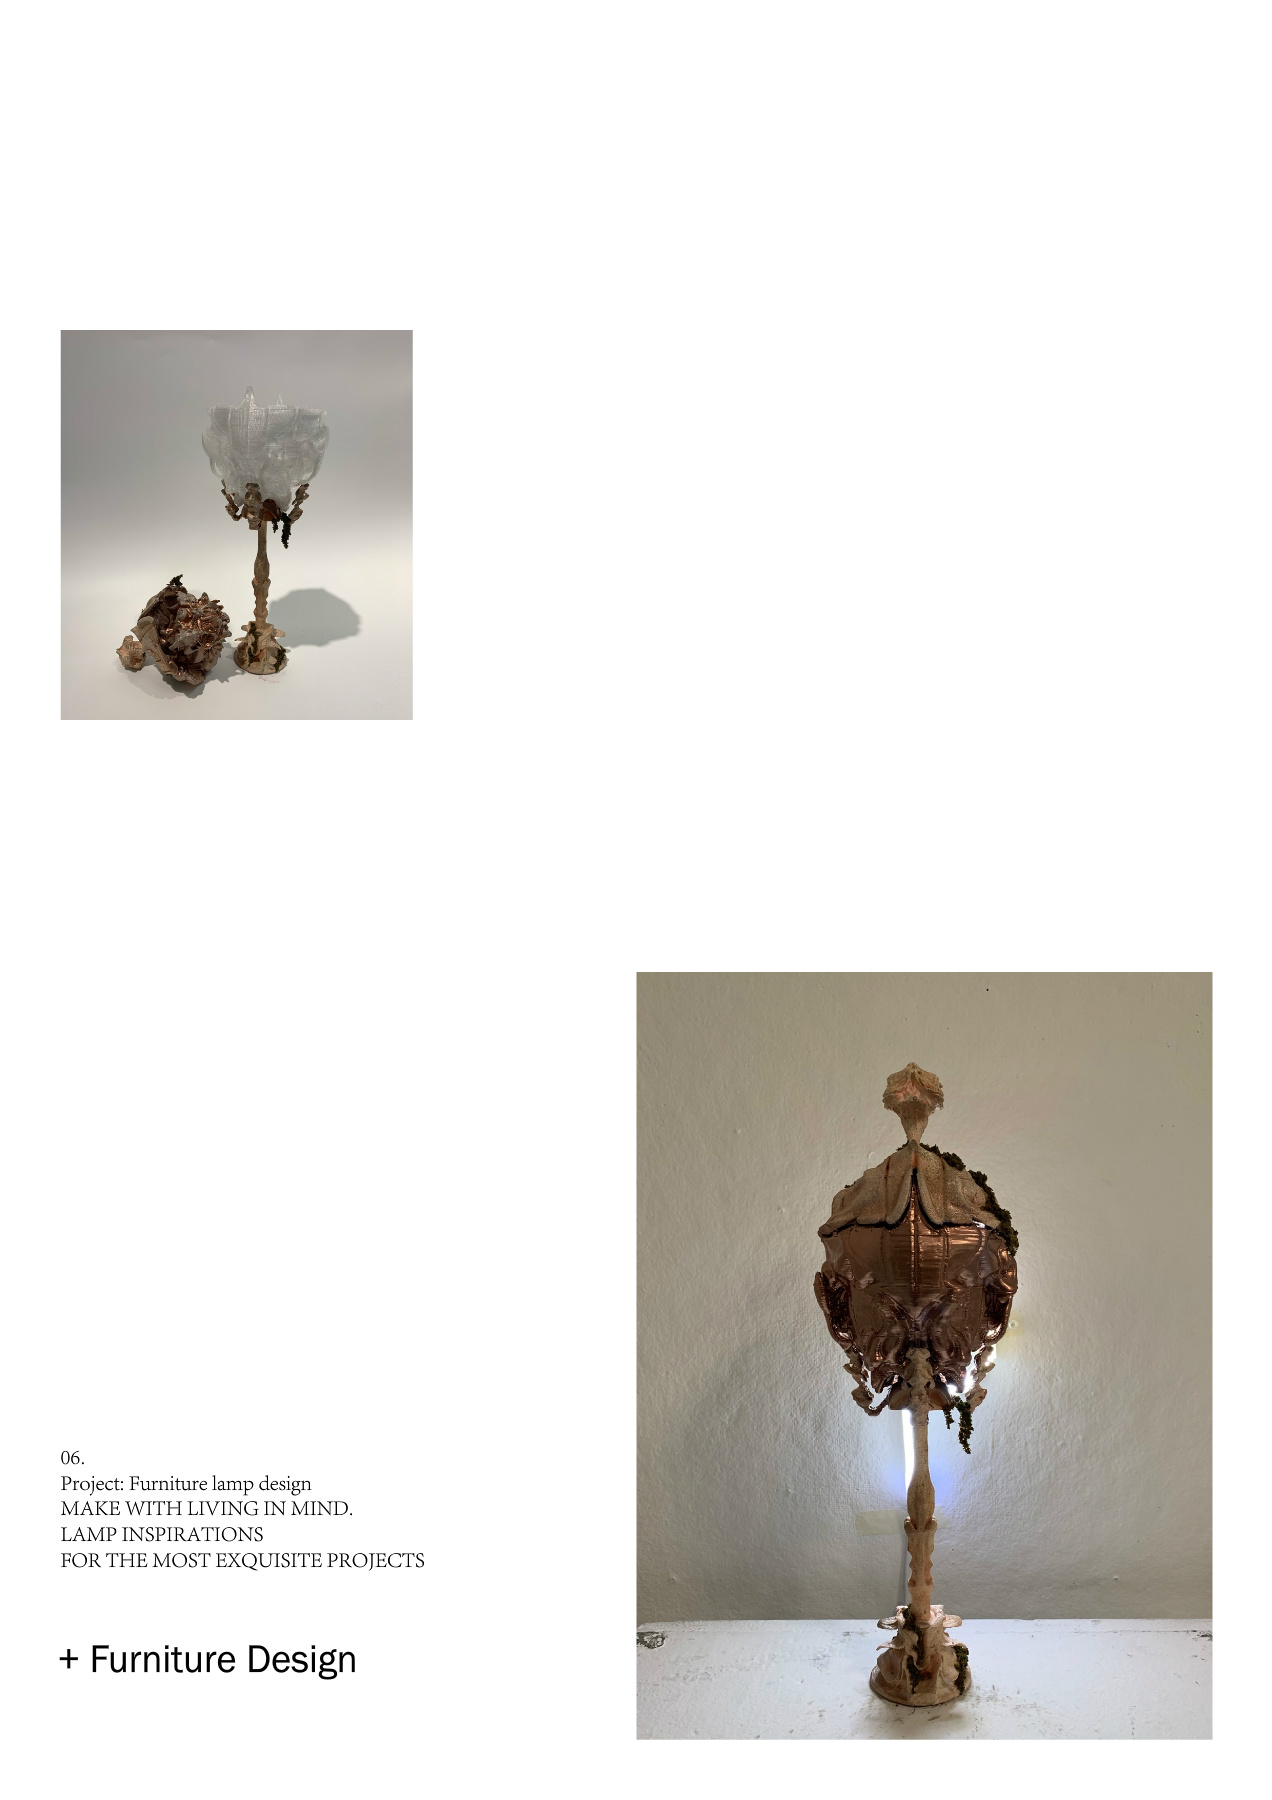 06.
Project: Furniture lamp design
MAKE WITH LIVING IN MIND.
LAMP INSPIRATIONS
FOR THE MOST EXQUISITE PROJECTS
+ Furniture Design